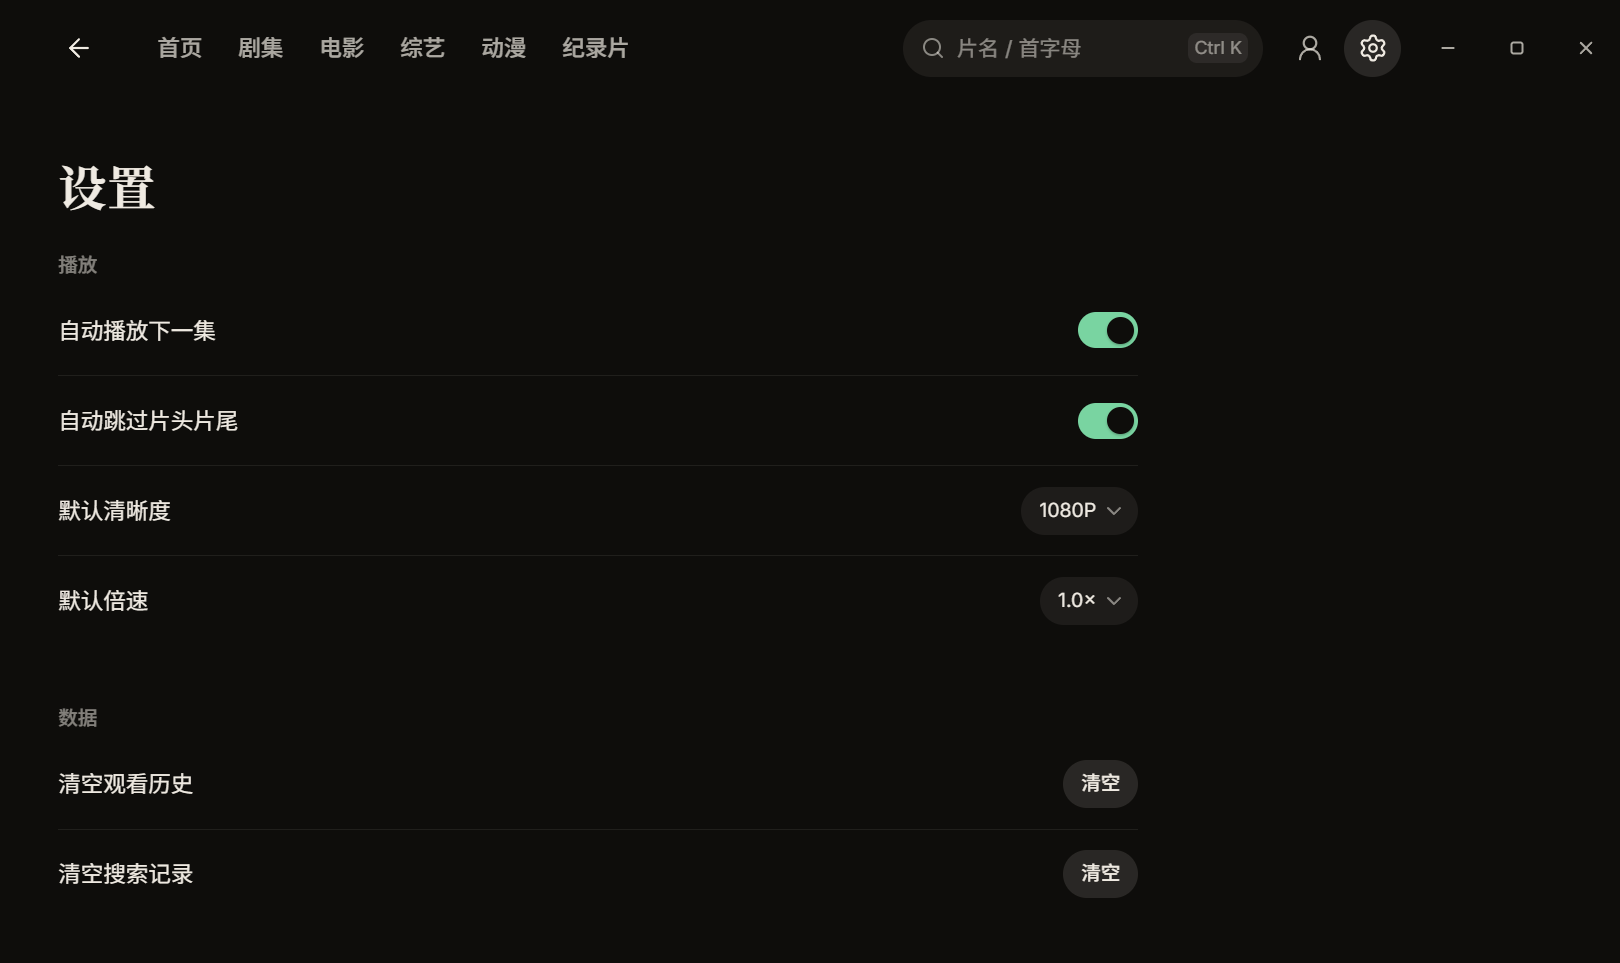 首页 剧集 电影 综艺 动漫 纪录片 片名 / 首字母 Ctrl K
设置
播放
自动播放下一集
自动跳过片头片尾
默认清晰度 1080P
默认倍速 1.0×
数据
清空观看历史 清空
清空搜索记录 清空